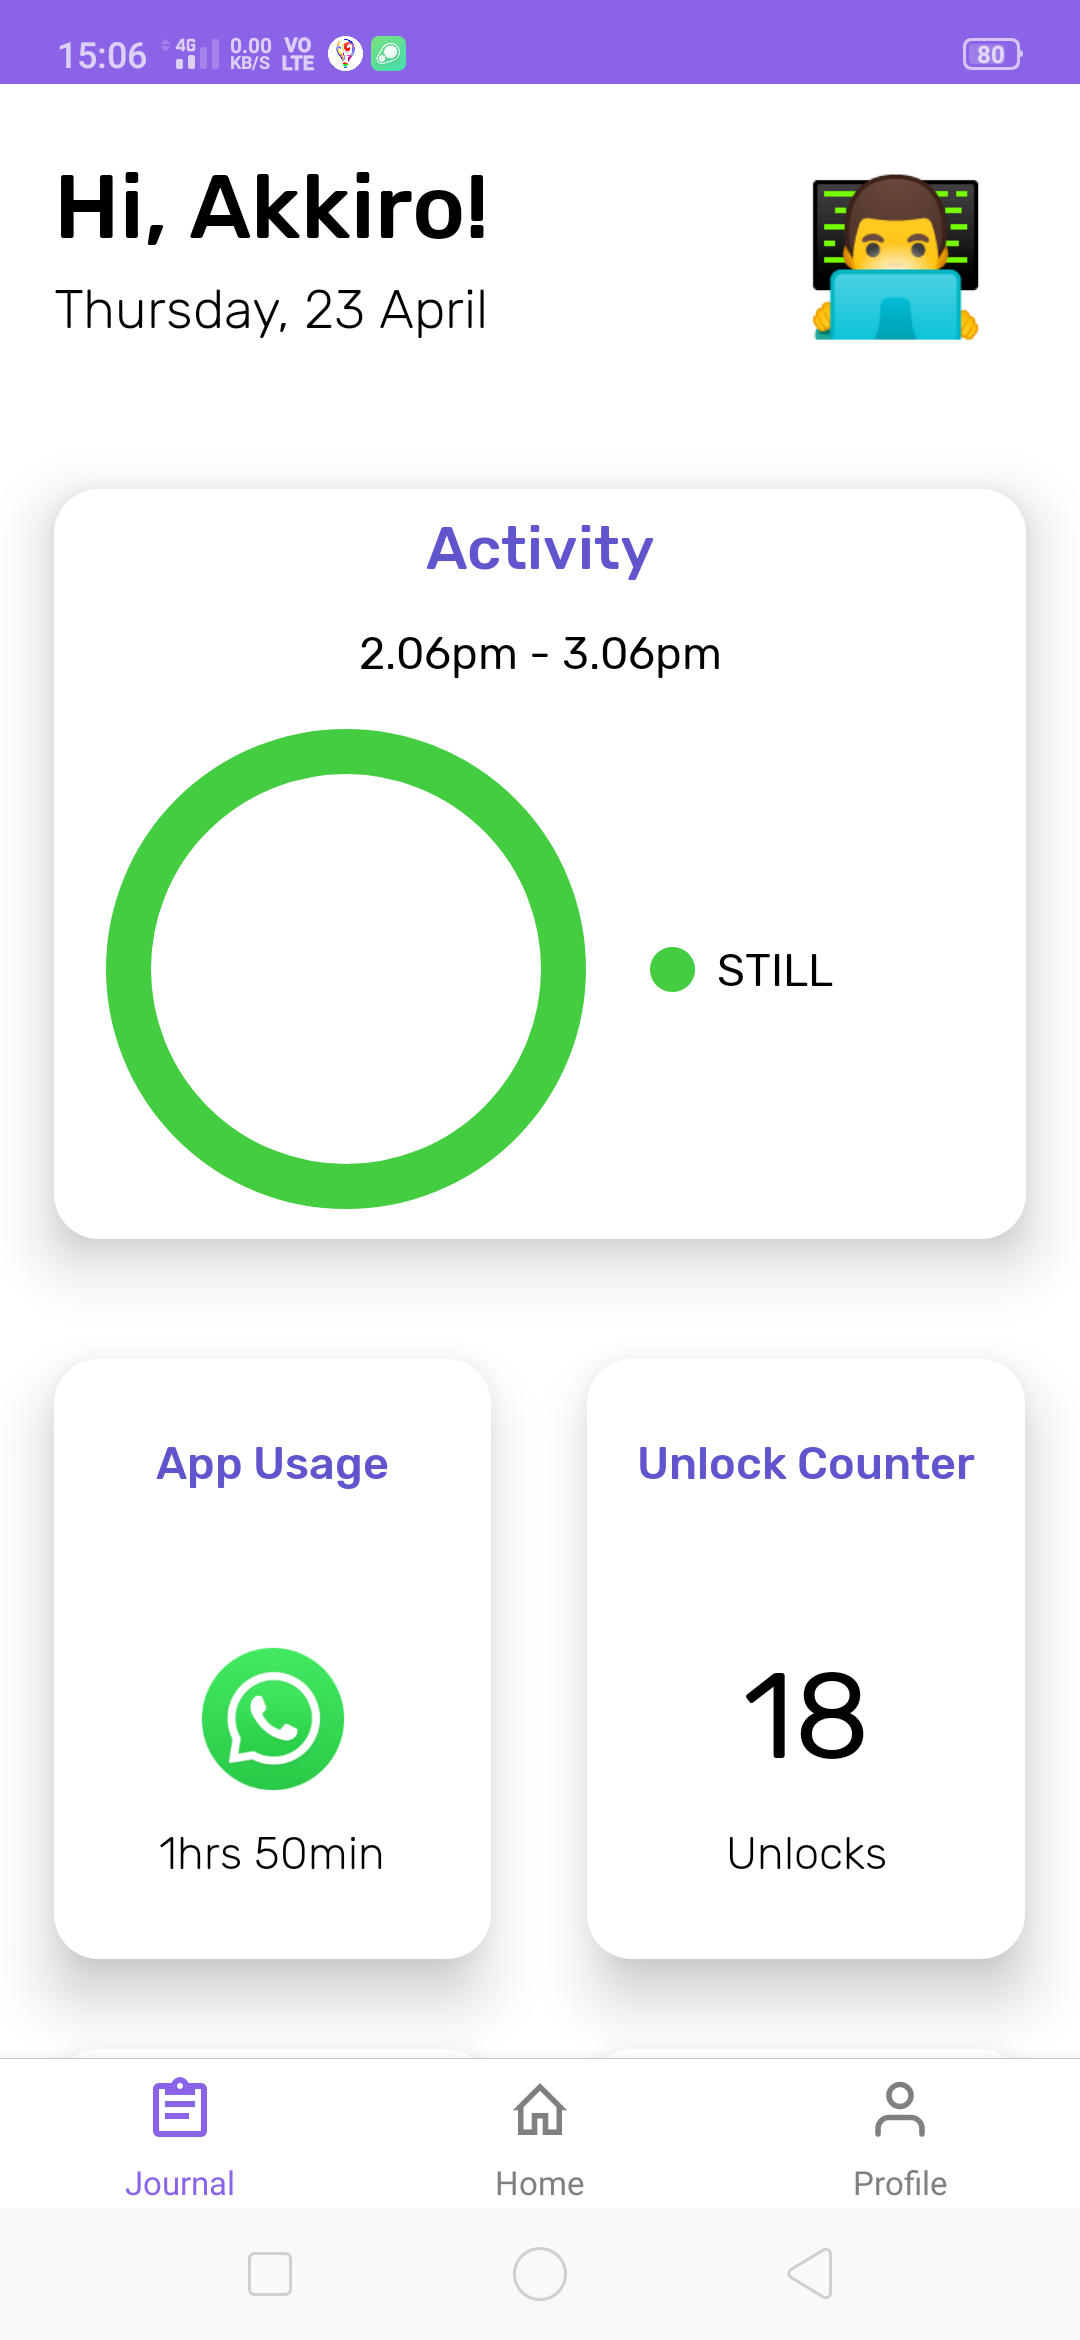 15:06 4G 0.00 KB/S VO LTE 80
Hi, Akkiro!
Thursday, 23 April
Activity
2.06pm - 3.06pm
STILL
App Usage
1hrs 50min
Unlock Counter
18
Unlocks
Journal
Home
Profile